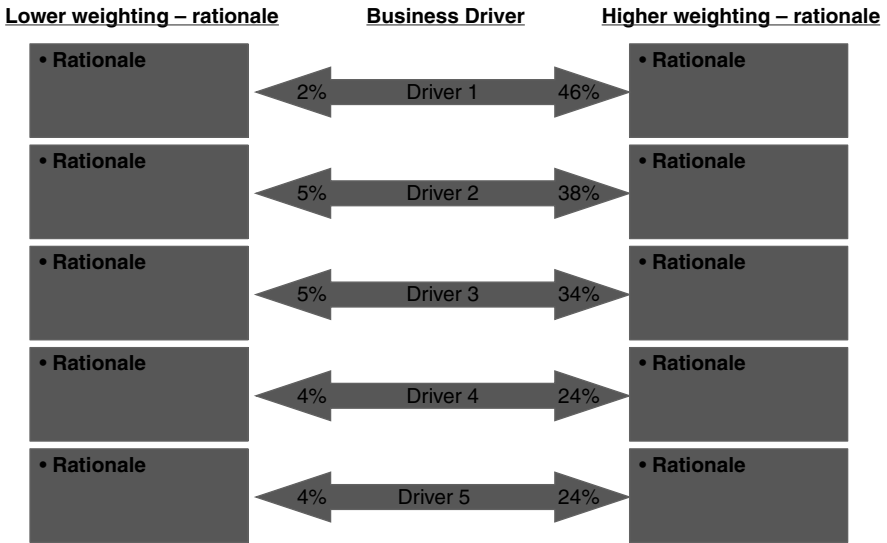 Lower weighting – rationale Business Driver Higher weighting – rationale
• Rationale • Rationale
2% Driver 1 46%
• Rationale • Rationale
5% Driver 2 38%
• Rationale • Rationale
5% Driver 3 34%
• Rationale • Rationale
4% Driver 4 24%
• Rationale • Rationale
4% Driver 5 24%